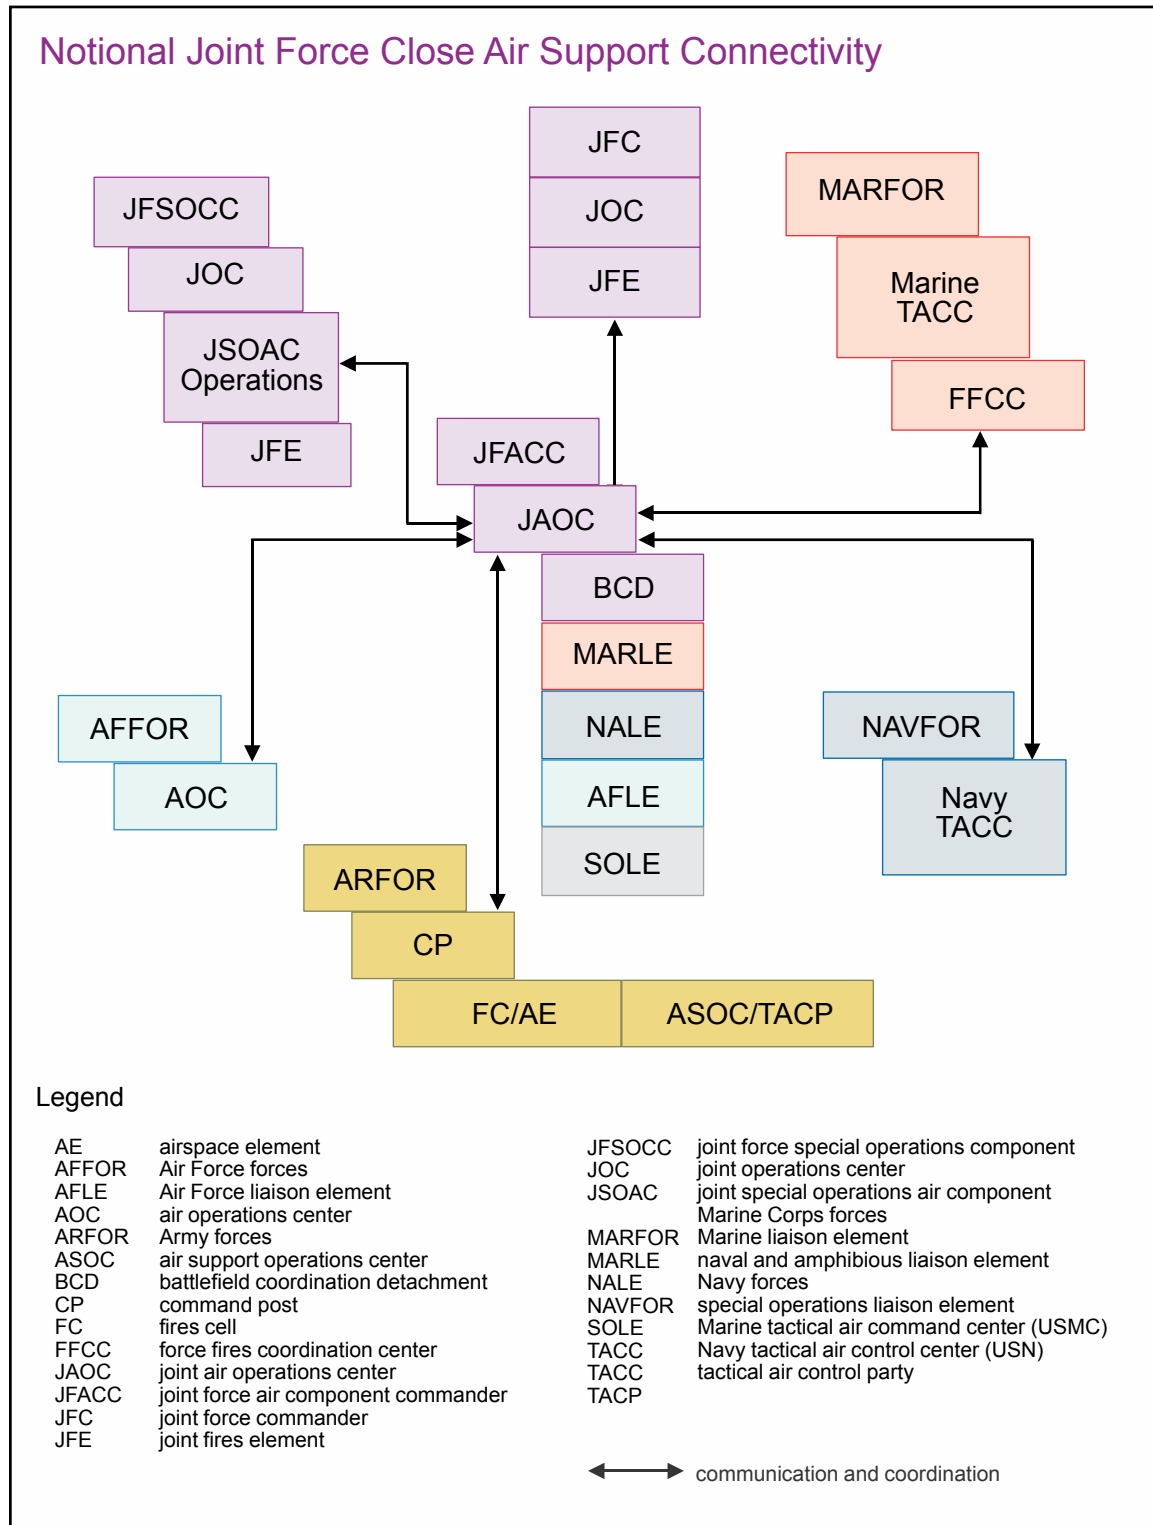 Notional Joint Force Close Air Support Connectivity
JFC
JOC
JFE
JFSOCC
JOC
JSOAC
Operations
JFE
MARFOR
Marine
TACC
FFCC
JFACC
JAOC
BCD
MARLE
NALE
AFLE
SOLE
AFFOR
AOC
NAVFOR
Navy
TACC
ARFOR
CP
FC/AE
ASOC/TACP
Legend
AE airspace element
AFFOR Air Force forces
AFLE Air Force liaison element
AOC air operations center
ARFOR Army forces
ASOC air support operations center
BCD battlefield coordination detachment
CP command post
FC fires cell
FFCC force fires coordination center
JAOC joint air operations center
JFACC joint force air component commander
JFC joint force commander
JFE joint fires element
JFSOCC joint force special operations component
JOC joint operations center
JSOAC joint special operations air component
Marine Corps forces
MARFOR Marine liaison element
MARLE naval and amphibious liaison element
NALE Navy forces
NAVFOR special operations liaison element
SOLE Marine tactical air command center (USMC)
TACC Navy tactical air control center (USN)
TACC tactical air control party
TACP
communication and coordination